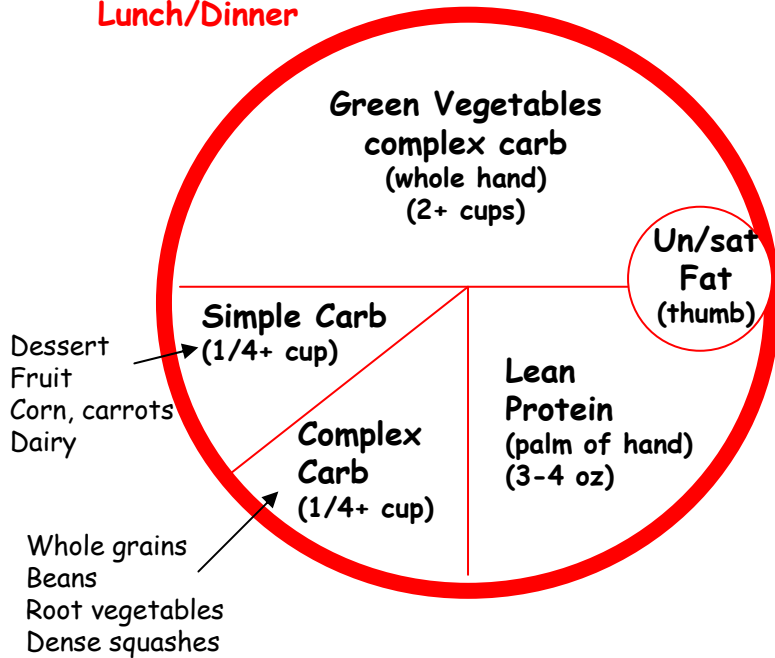 Lunch/Dinner
Green Vegetables
complex carb
(whole hand)
(2+ cups)
Un/sat
Fat
(thumb)
Simple Carb
(1/4+ cup)
Dessert
Fruit
Corn, carrots
Dairy
Lean
Protein
(palm of hand)
(3-4 oz)
Complex
Carb
(1/4+ cup)
Whole grains
Beans
Root vegetables
Dense squashes